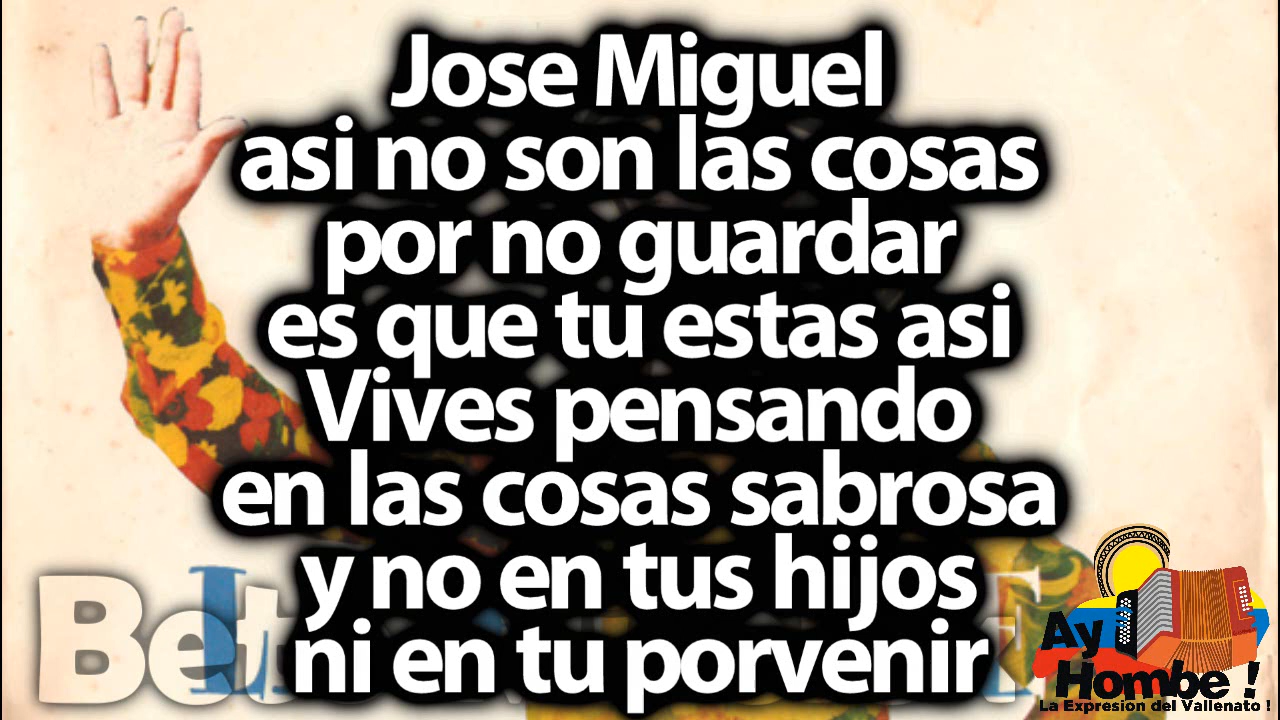 Jose Miguel
asi no son las cosas
por no guardar
es que tu estas asi
Vives pensando
en las cosas sabrosa
y no en tus hijos
ni en tu porvenir
Ay
Hombe !
La Expresion del Vallenato !